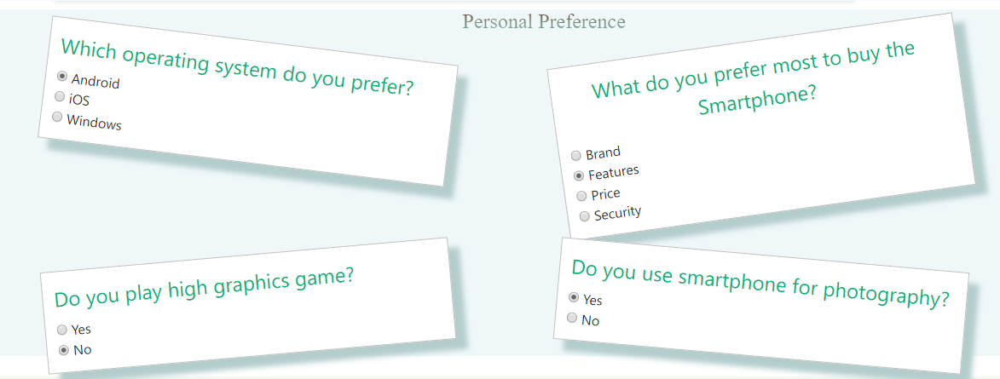 Personal Preference
Which operating system do you prefer?
Android
iOS
Windows
What do you prefer most to buy the
Smartphone?
Brand
Features
Price
Security
Do you play high graphics game?
Yes
No
Do you use smartphone for photography?
Yes
No